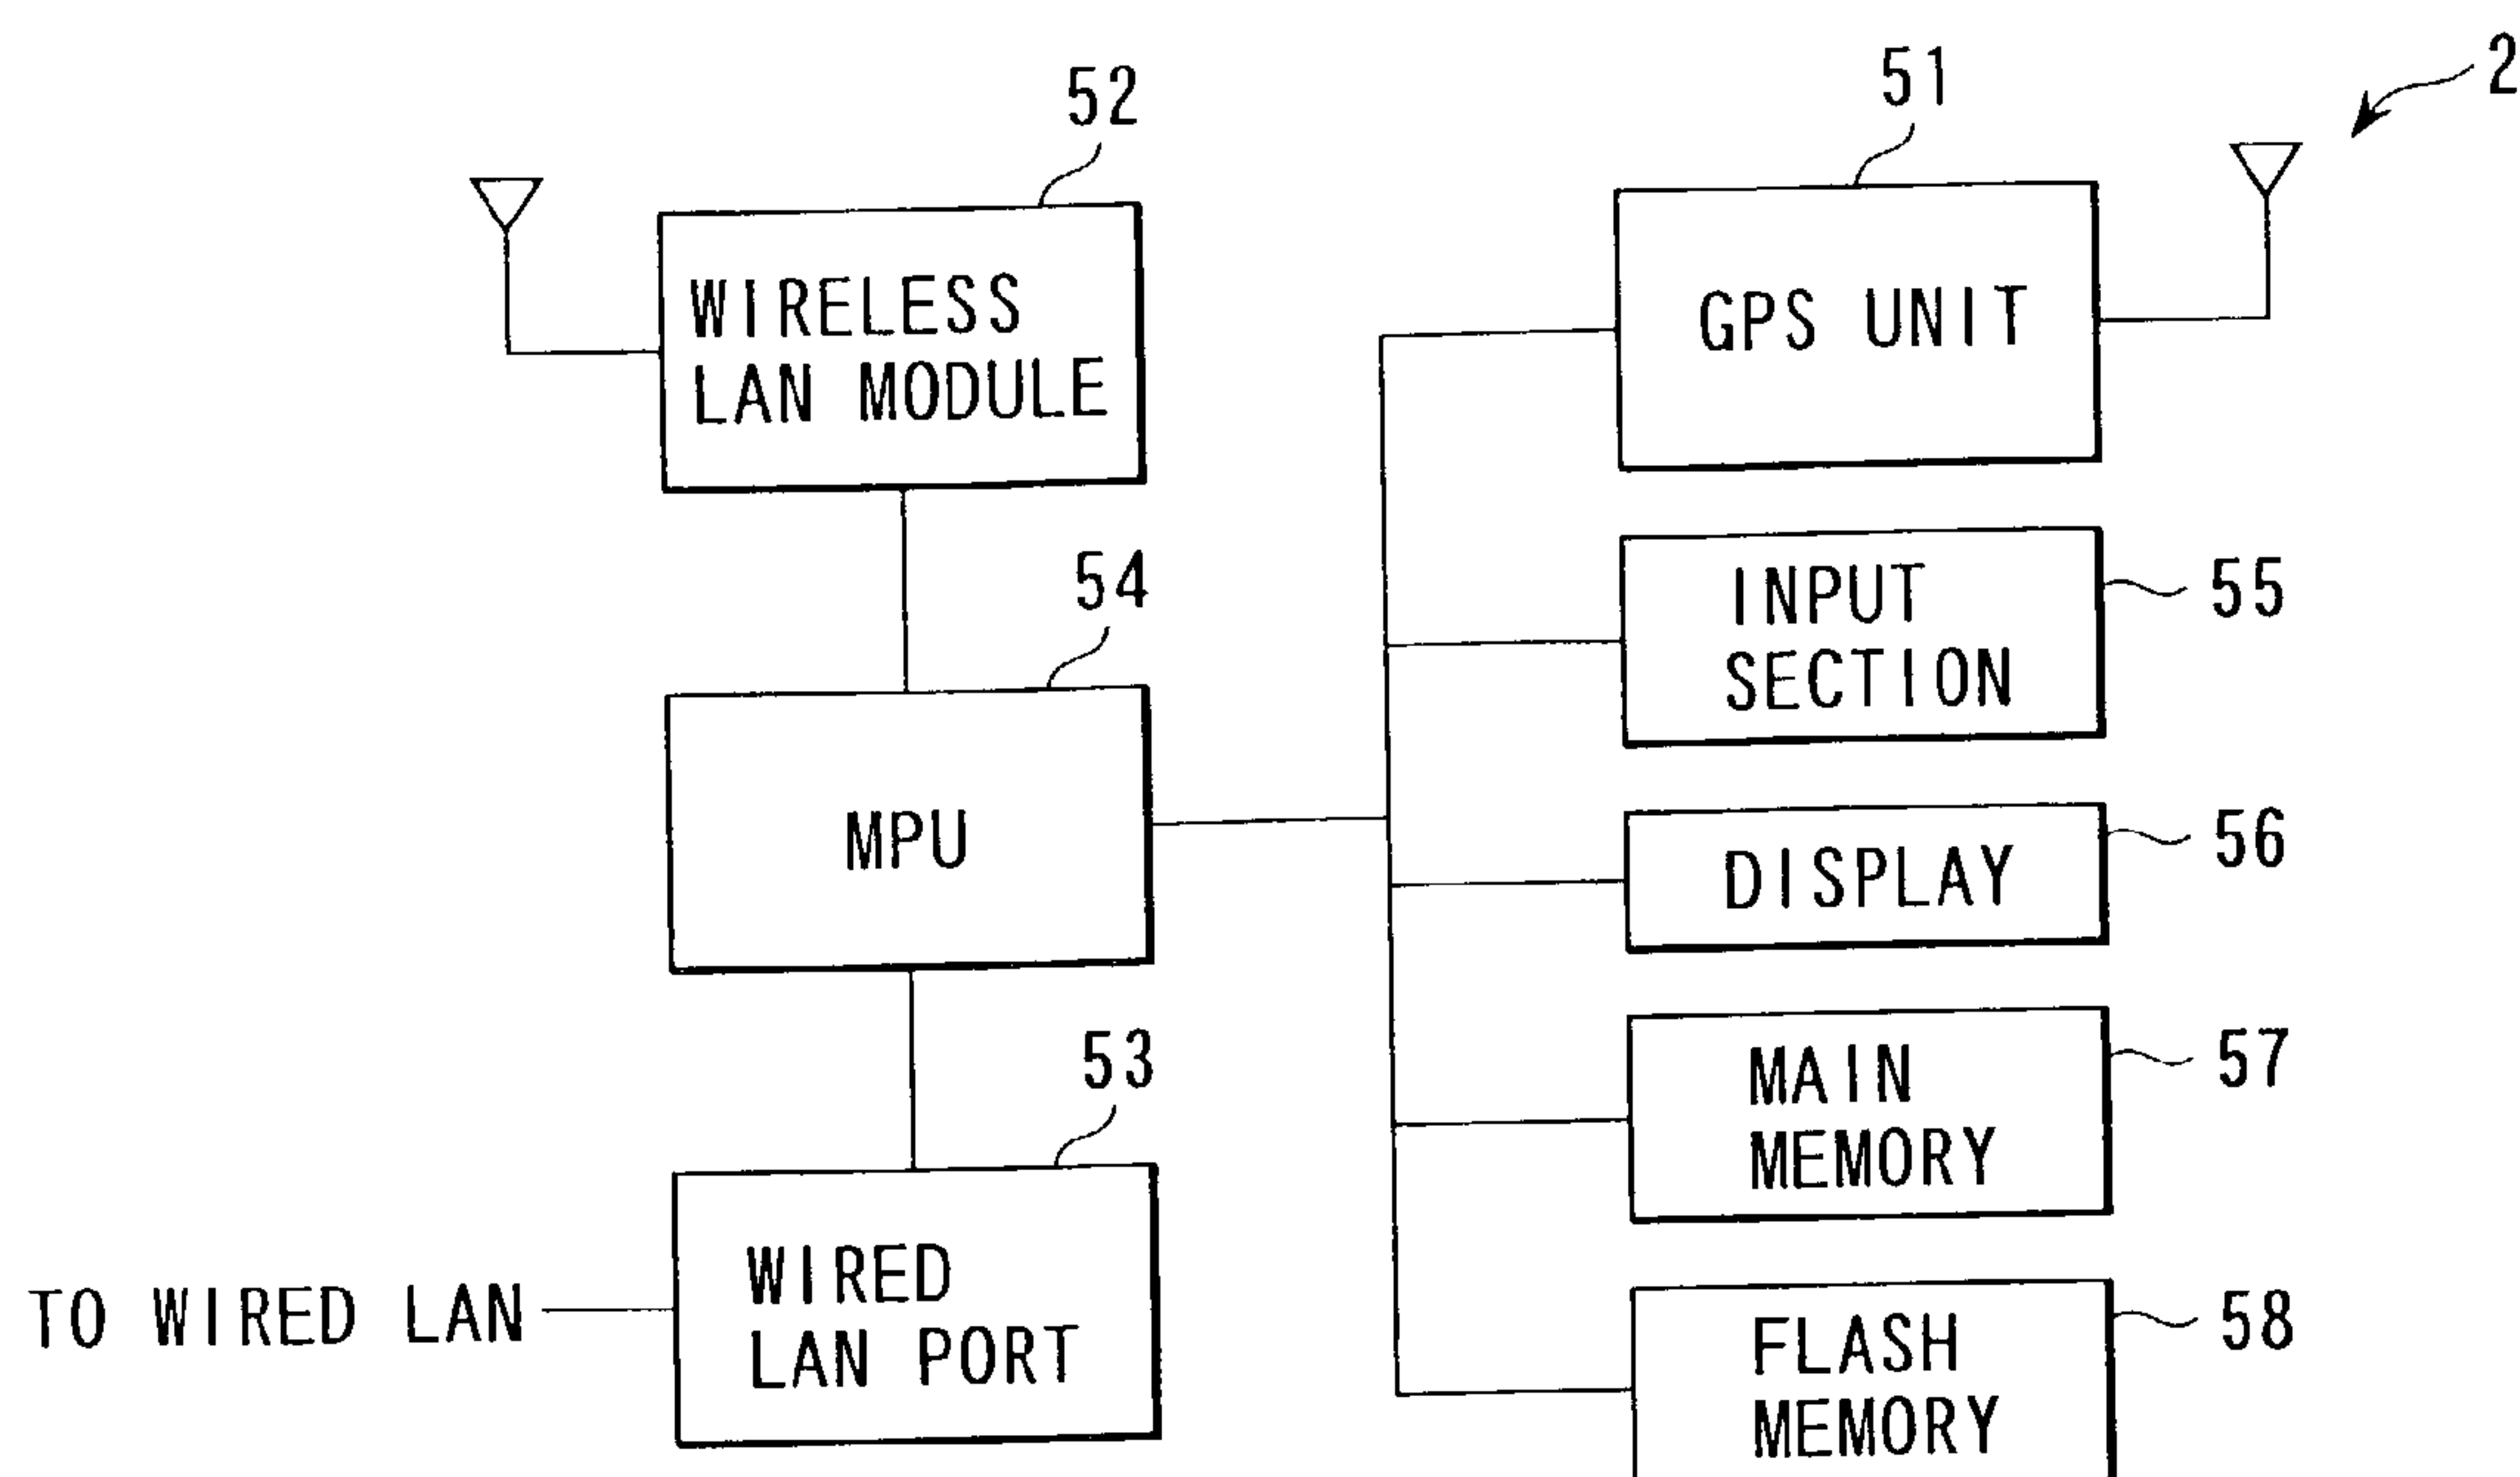 2
52
51
WIRELESS
LAN MODULE
GPS UNIT
54
INPUT
SECTION
55
MPU
DISPLAY
56
53
MAIN
MEMORY
57
WIRED
LAN PORT
TO WIRED LAN
FLASH
MEMORY
58